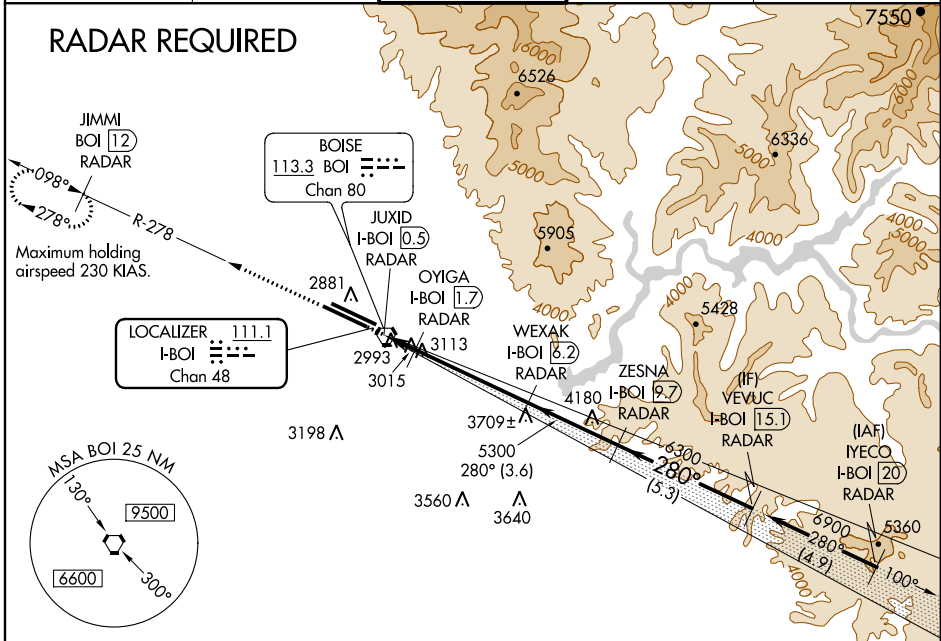 RADAR REQUIRED
7550
6000
6526
6000
6336
5000
5000
JIMMI
BOI 12
RADAR
BOISE
113.3 BOI
Chan 80
098°
278°
R-278
Maximum holding
airspeed 230 KIAS.
JUXID
I-BOI 0.5
RADAR
5905
4000
4000
4000
5000
4000
4000
5428
OYIGA
I-BOI 1.7
RADAR
2881
LOCALIZER 111.1
I-BOI
Chan 48
2993
3113
3015
WEXAK
I-BOI 6.2
RADAR
ZESNA
I-BOI 9.7
RADAR
(IF)
VEVUC
I-BOI 15.1
RADAR
(IAF)
IYECO
I-BOI 20
RADAR
4180
3709±
3198
5300
280° (3.6)
6300
280°
(5.3)
6900
280°
(4.9)
5360
100°
3560
3640
4000
MSA BOI 25 NM
130°
9500
6600
300°